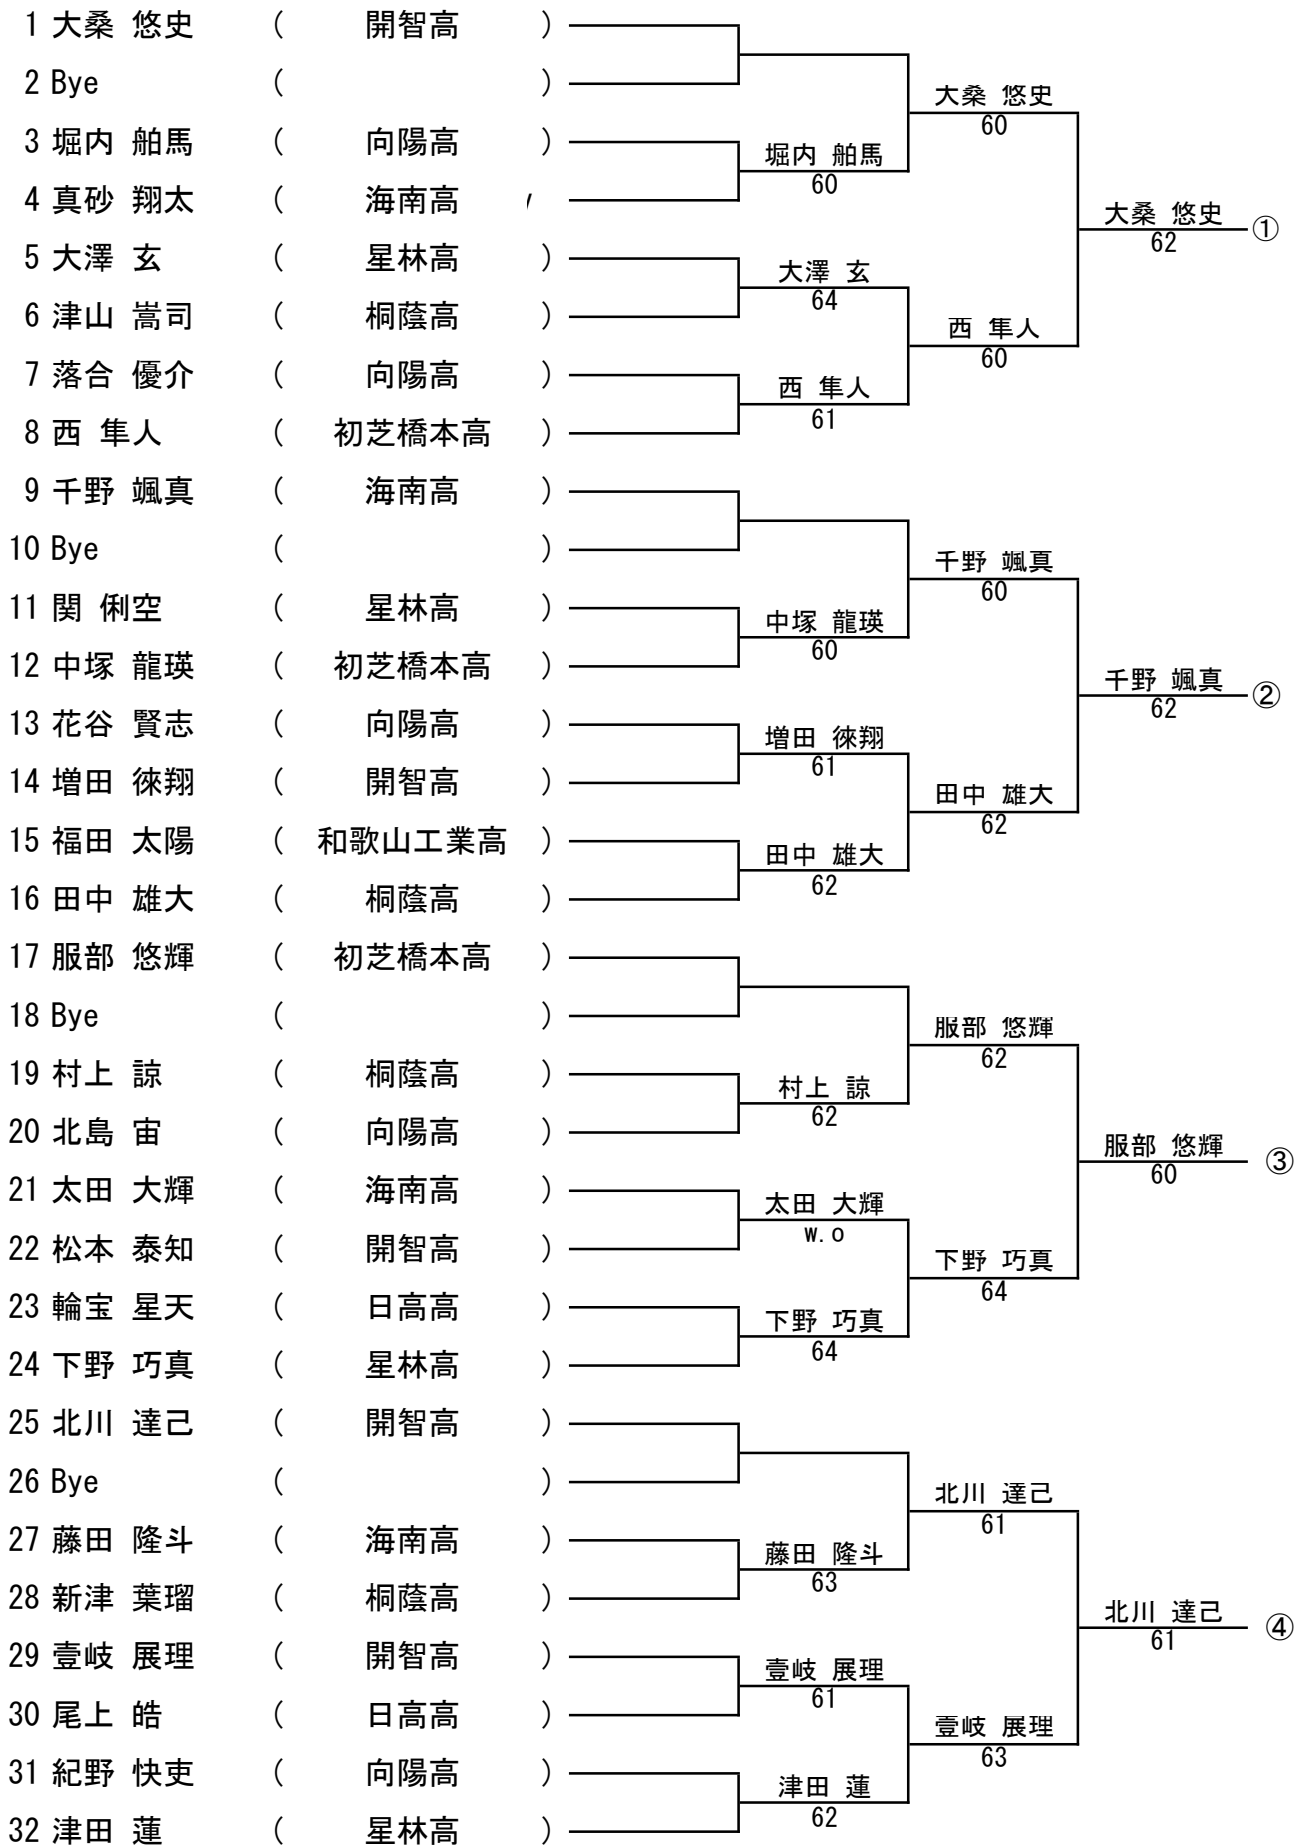 1 大桑 悠史 ( 開智高 )
2 Bye ( )
大桑 悠史
60
3 堀内 舶馬 ( 向陽高 )
堀内 舶馬
60
4 真砂 翔太 ( 海南高
大桑 悠史 ①
62
5 大澤 玄 ( 星林高 )
大澤 玄
64
6 津山 嵩司 ( 桐蔭高 )
西 隼人
60
7 落合 優介 ( 向陽高 )
西 隼人
61
8 西 隼人 ( 初芝橋本高 )
9 千野 颯真 ( 海南高 )
10 Bye ( )
千野 颯真
60
11 関 俐空 ( 星林高 )
中塚 龍瑛
60
12 中塚 龍瑛 ( 初芝橋本高 )
千野 颯真 ②
62
13 花谷 賢志 ( 向陽高 )
増田 徠翔
61
14 増田 徠翔 ( 開智高 )
田中 雄大
62
15 福田 太陽 ( 和歌山工業高 )
田中 雄大
62
16 田中 雄大 ( 桐蔭高 )
17 服部 悠輝 ( 初芝橋本高 )
18 Bye ( )
服部 悠輝
62
19 村上 諒 ( 桐蔭高 )
村上 諒
62
20 北島 宙 ( 向陽高 )
服部 悠輝 ③
60
21 太田 大輝 ( 海南高 )
太田 大輝
w.o
22 松本 泰知 ( 開智高 )
下野 巧真
64
23 輪宝 星天 ( 日高高 )
下野 巧真
64
24 下野 巧真 ( 星林高 )
25 北川 達己 ( 開智高 )
26 Bye ( )
北川 達己
61
27 藤田 隆斗 ( 海南高 )
藤田 隆斗
63
28 新津 葉瑠 ( 桐蔭高 )
北川 達己 ④
61
29 壹岐 展理 ( 開智高 )
壹岐 展理
61
30 尾上 皓 ( 日高高 )
壹岐 展理
63
31 紀野 快吏 ( 向陽高 )
津田 蓮
62
32 津田 蓮 ( 星林高 )